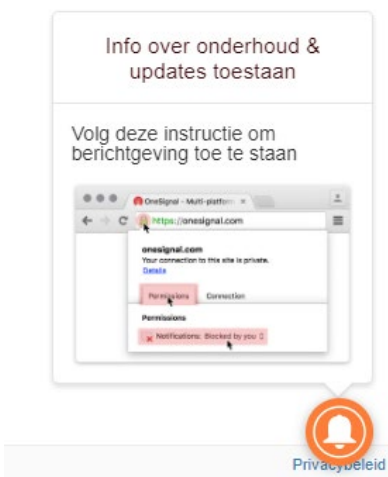 Info over onderhoud &
updates toestaan
Volg deze instructie om
berichtgeving toe te staan
OneSignal - Multi-platform
https://onesignal.com
onesignal.com
Your connection to this site is private.
Details
Permissions Connection
Permissions
Notifications: Blocked by you
Privacybeleid